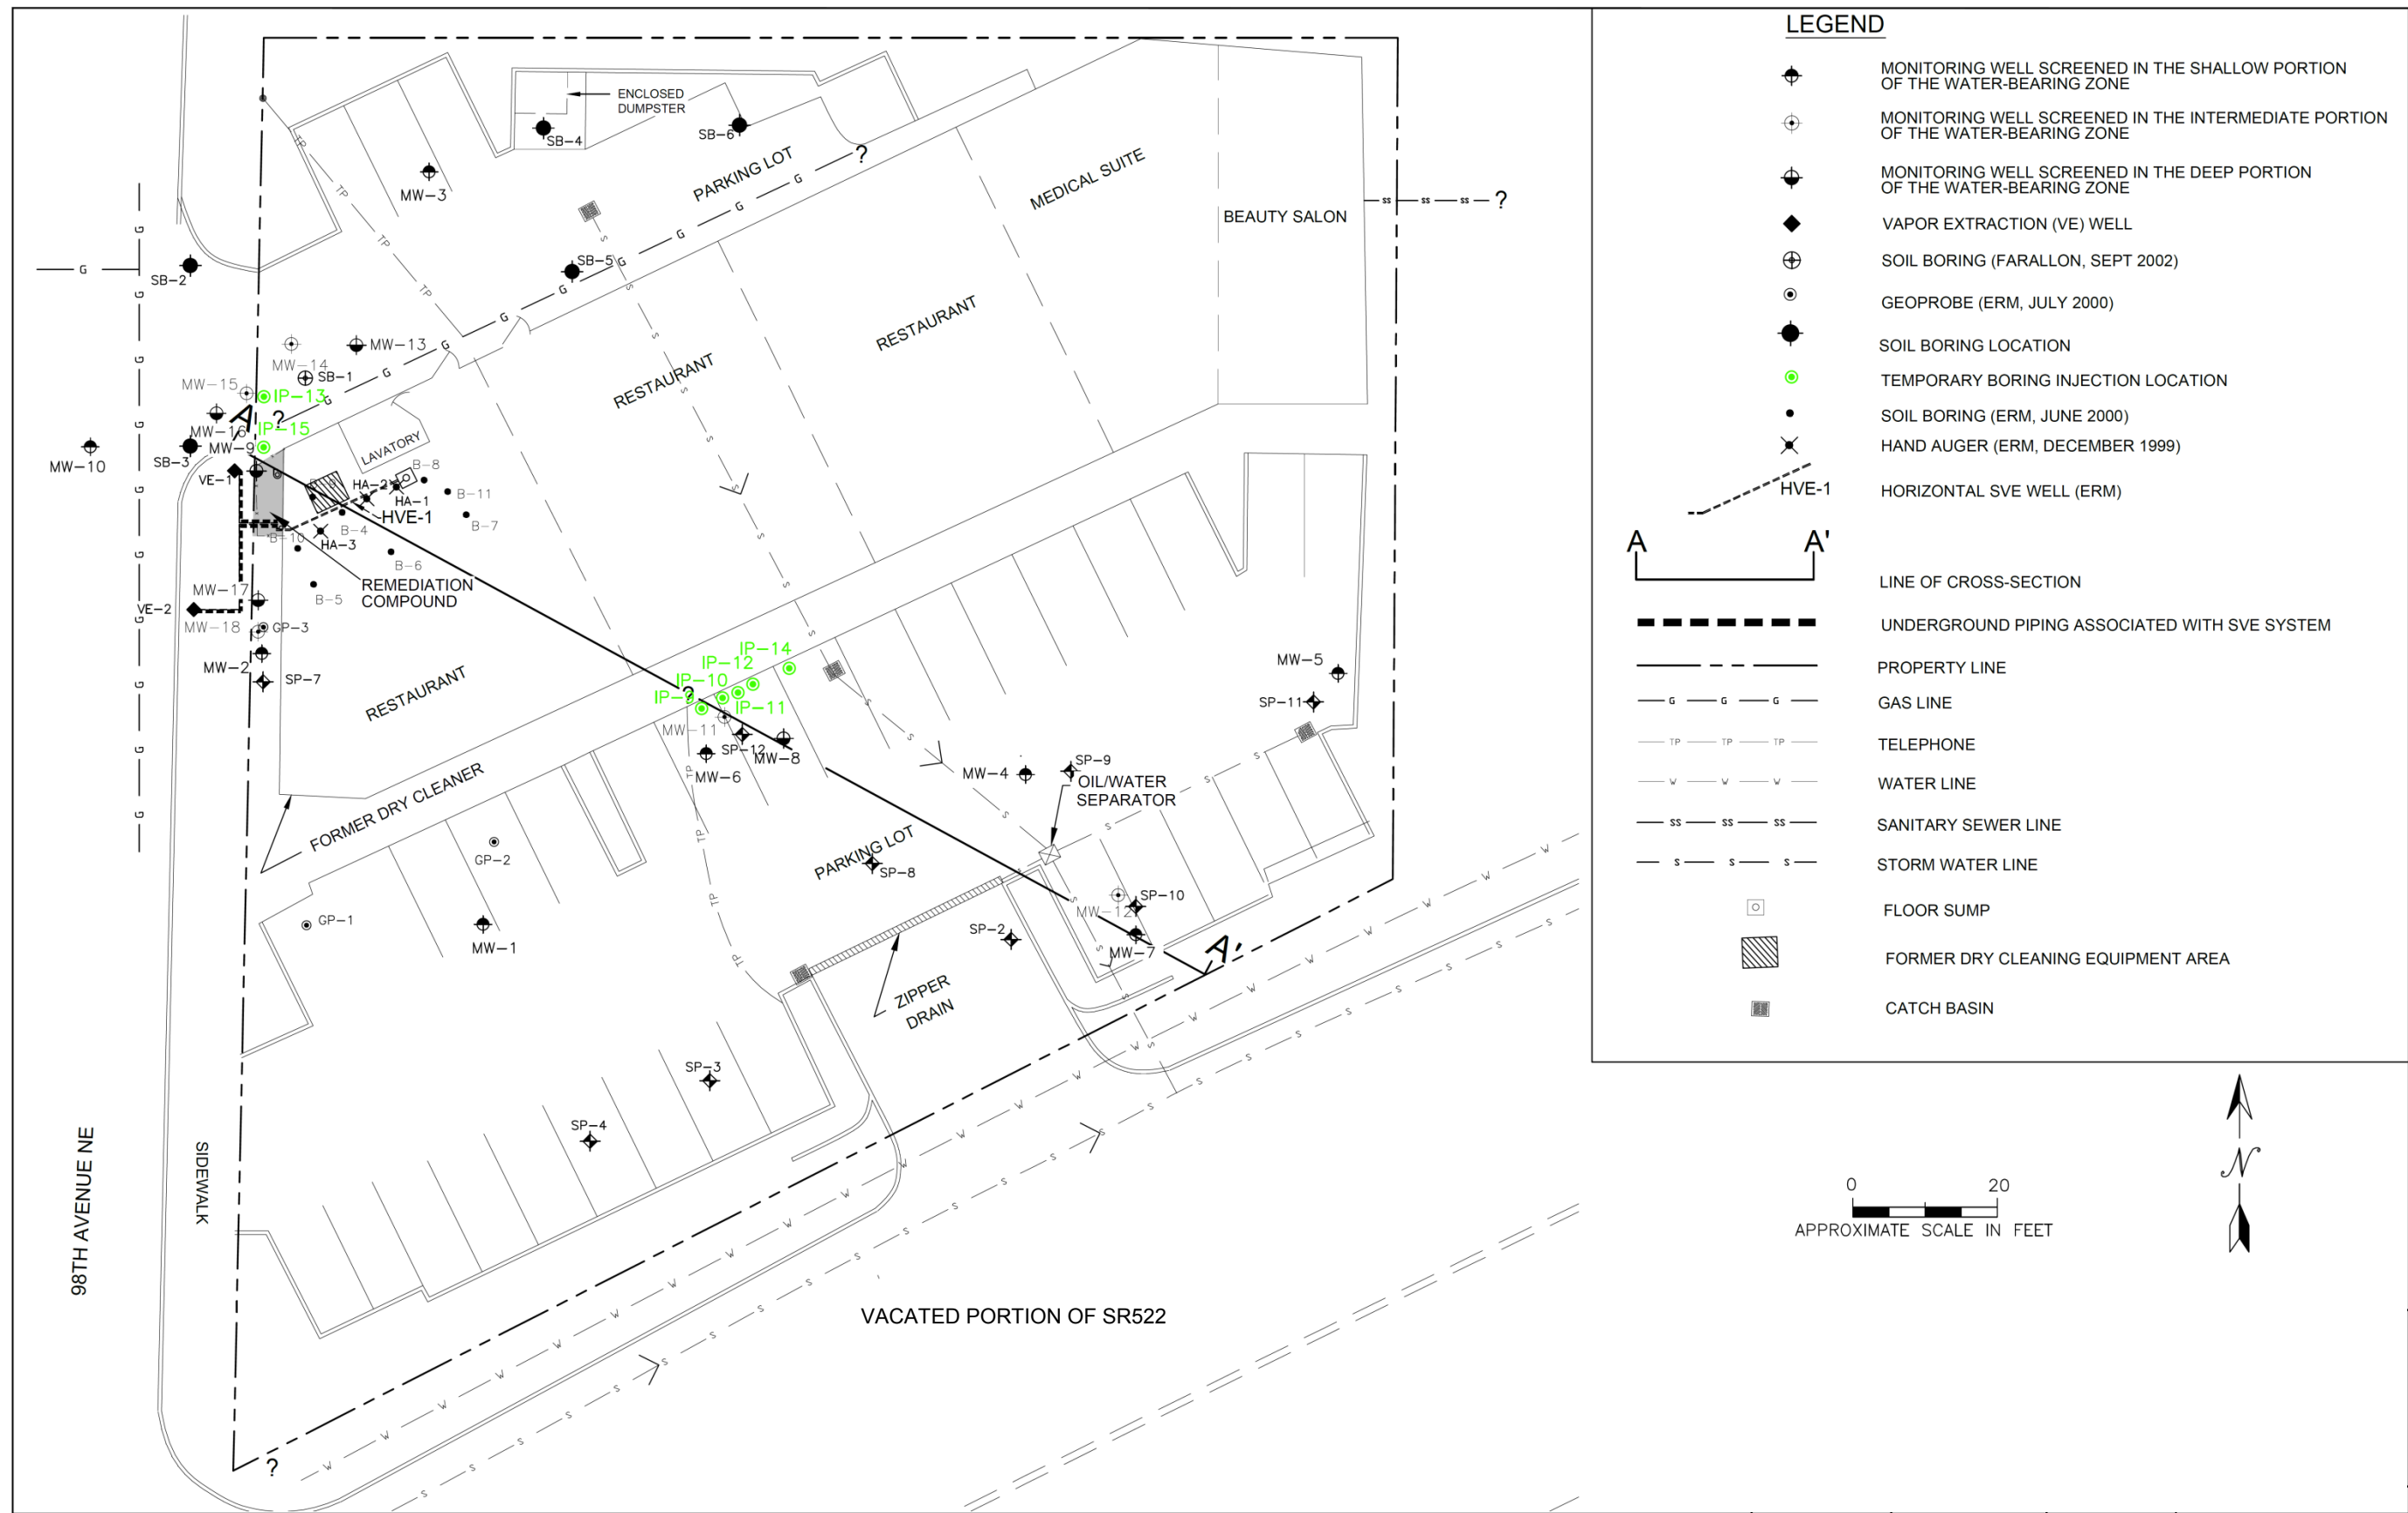 ENCLOSED
DUMPSTER
SB-4
SB-6
MW-3
PARKING LOT
G
?
MEDICAL SUITE
BEAUTY SALON
SS SS SS ?
TP
S
SB-5
SB-2
G
RESTAURANT
RESTAURANT
MW-14
MW-13
SB-1
MW-15
IP-13
A
?
MW-16
IP-15
MW-9
MW-10
SB-3
LAVATORY
VE-1
B-8
HA-2
HA-1
B-11
HVE-1
B-7
B-4
B-10
HA-3
B-6
B-5
REMEDIATION
COMPOUND
MW-17
VE-2
MW-18
GP-3
MW-2
SP-7
RESTAURANT
IP-14
IP-12
IP-10
?
IP-9
IP-11
MW-11
SP-12
MW-8
MW-6
MW-5
SP-11
MW-4
SP-9
OIL/WATER
SEPARATOR
FORMER DRY CLEANER
GP-2
PARKING LOT
SP-8
GP-1
MW-1
SP-10
MW-12
SP-2
MW-7
A'
ZIPPER
DRAIN
SP-3
SP-4
98TH AVENUE NE
SIDEWALK
W
S
?
VACATED PORTION OF SR522
LEGEND
MONITORING WELL SCREENED IN THE SHALLOW PORTION
OF THE WATER-BEARING ZONE
MONITORING WELL SCREENED IN THE INTERMEDIATE PORTION
OF THE WATER-BEARING ZONE
MONITORING WELL SCREENED IN THE DEEP PORTION
OF THE WATER-BEARING ZONE
VAPOR EXTRACTION (VE) WELL
SOIL BORING (FARALLON, SEPT 2002)
GEOPROBE (ERM, JULY 2000)
SOIL BORING LOCATION
TEMPORARY BORING INJECTION LOCATION
SOIL BORING (ERM, JUNE 2000)
HAND AUGER (ERM, DECEMBER 1999)
HVE-1 HORIZONTAL SVE WELL (ERM)
A A'
LINE OF CROSS-SECTION
UNDERGROUND PIPING ASSOCIATED WITH SVE SYSTEM
PROPERTY LINE
G G G GAS LINE
TP TP TP TELEPHONE
W W W WATER LINE
SS SS SS SANITARY SEWER LINE
S S S STORM WATER LINE
FLOOR SUMP
FORMER DRY CLEANING EQUIPMENT AREA
CATCH BASIN
0 20
APPROXIMATE SCALE IN FEET
N